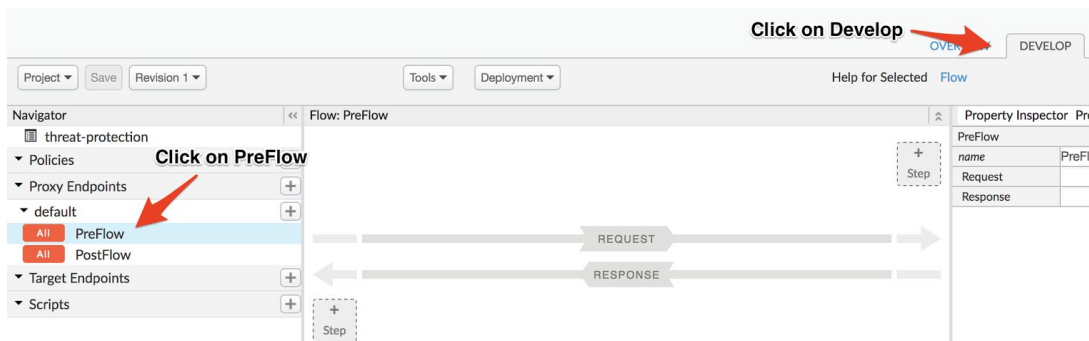 Click on Develop
OVERVIEW DEVELOP
Project Save Revision 1 Tools Deployment Help for Selected Flow
Navigator Flow: PreFlow Property Inspector
threat-protection PreFlow
Policies Click on PreFlow + Step name
Proxy Endpoints Request
default Response
All PreFlow REQUEST
All PostFlow
Target Endpoints RESPONSE
Scripts + Step